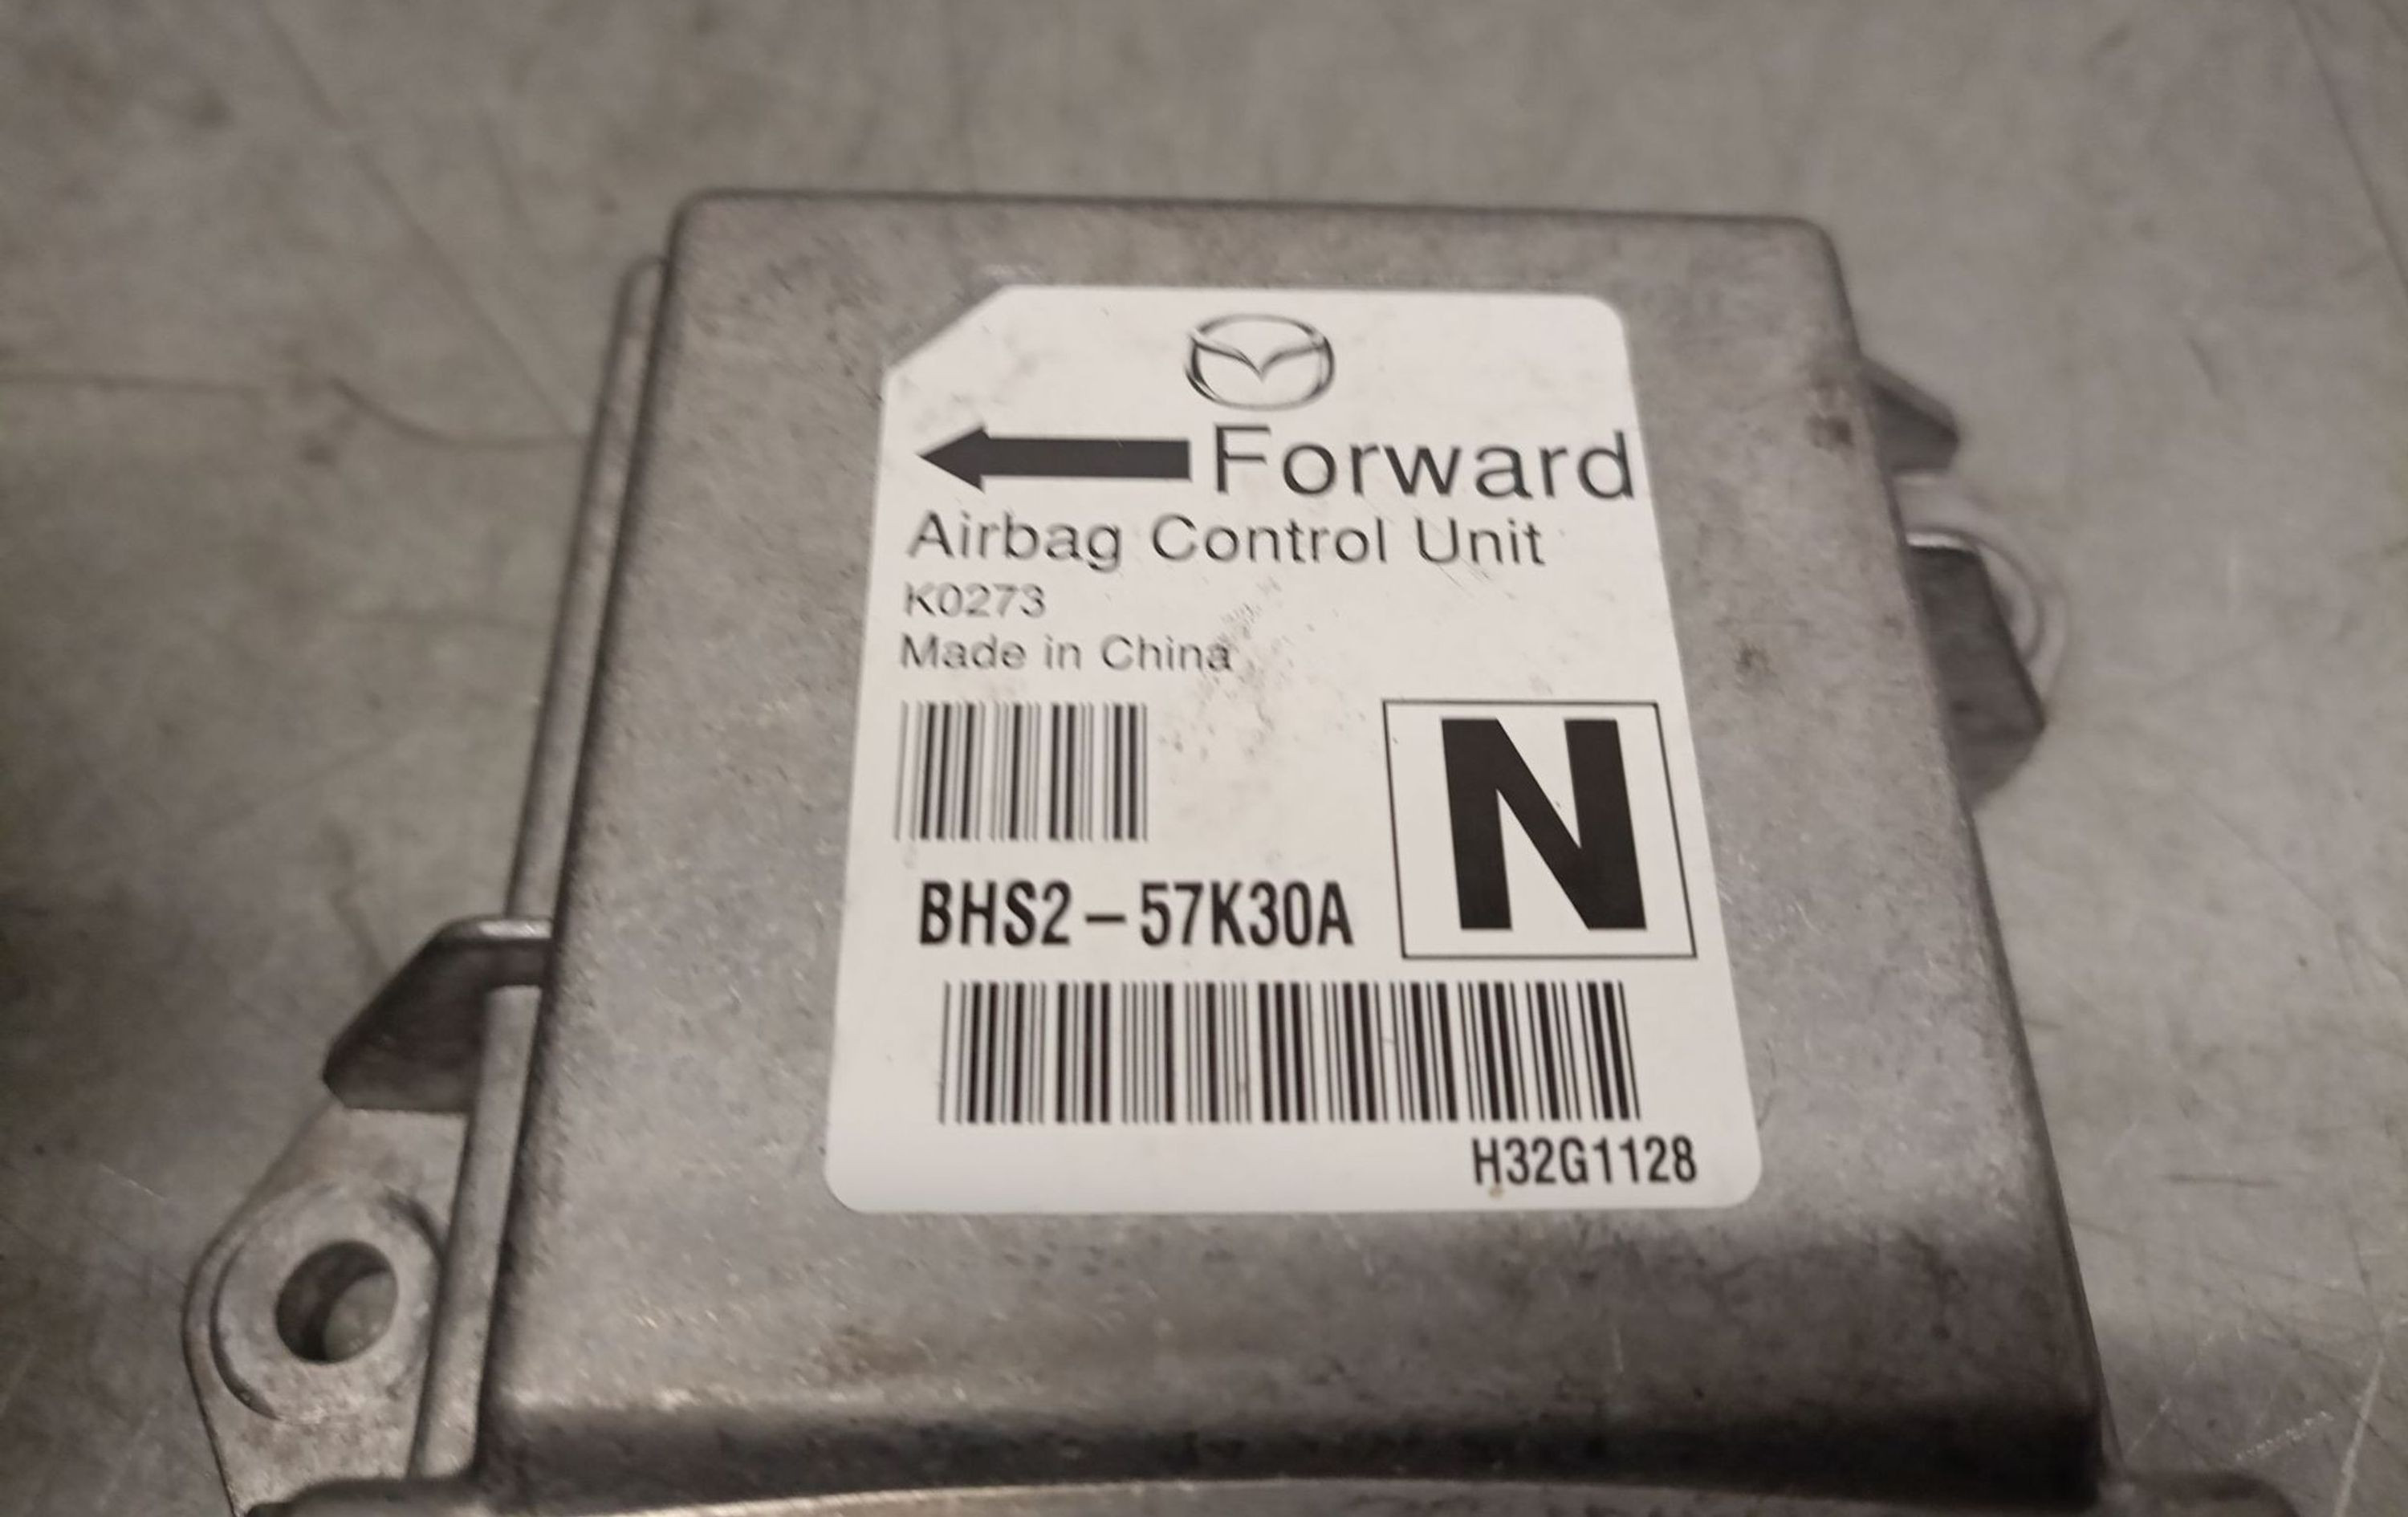 Forward
Airbag Control Unit
K0273
Made in China
N
BHS2-57K30A
H32G1128